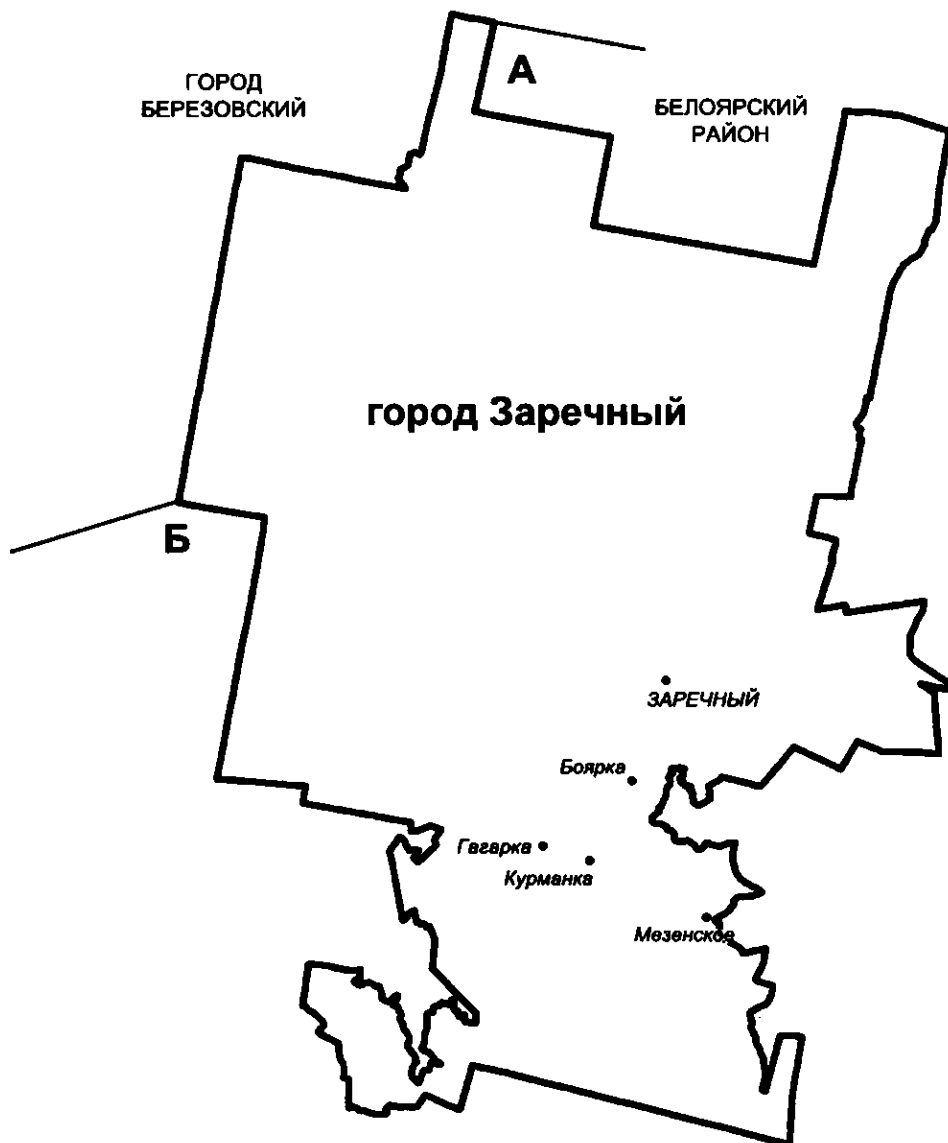 А
ГОРОД
БЕРЕЗОВСКИЙ
БЕЛОЯРСКИЙ
РАЙОН
город Заречный
Б
ЗАРЕЧНЫЙ
Боярка
Гагарка
Курманка
Мезенское